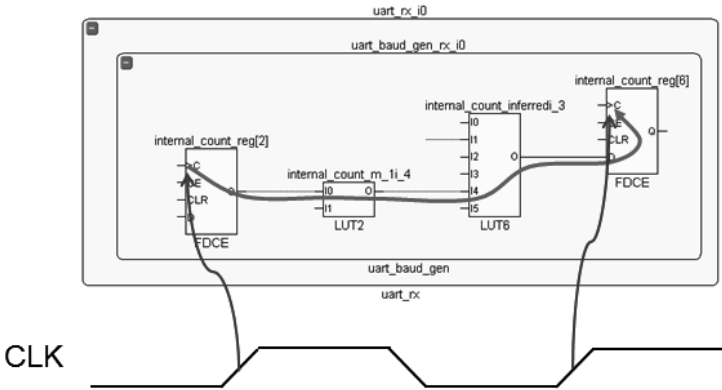 uart_rx_i0
uart_baud_gen_rx_i0
internal_count_reg[6]
C
CE
CLR
D
Q
FDCE
internal_count_inferredi_3
I0
I1
I2
I3
I4
I5
O
LUT6
internal_count_reg[2]
C
CE
CLR
D
Q
FDCE
internal_count_m_1i_4
I0
I1
O
LUT2
uart_baud_gen
uart_rx
CLK